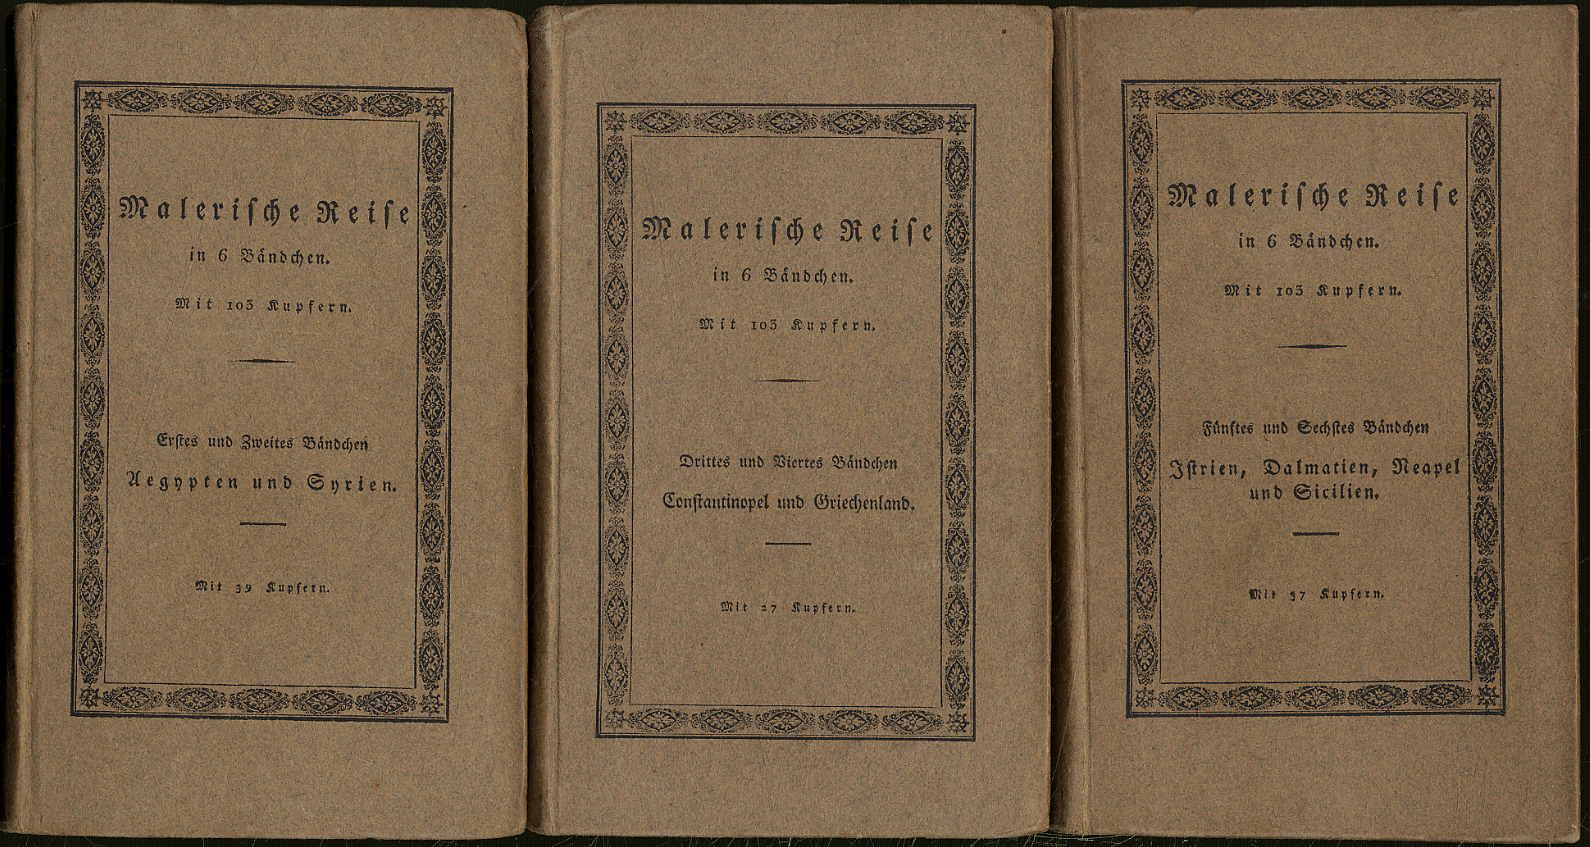 Malerische Reise
in 6 Bändchen.
Mit 103 Kupfern.
Erstes und Zweites Bändchen
Aegypten und Syrien.
Mit 39 Kupfern.
Malerische Reise
in 6 Bändchen.
Mit 103 Kupfern.
Drittes und Viertes Bändchen
Constantinopel und Griechenland.
Mit 27 Kupfern.
Malerische Reise
in 6 Bändchen.
Mit 103 Kupfern.
Fünftes und Sechstes Bändchen
Istrien, Dalmatien, Neapel
und Sicilien.
Mit 37 Kupfern.